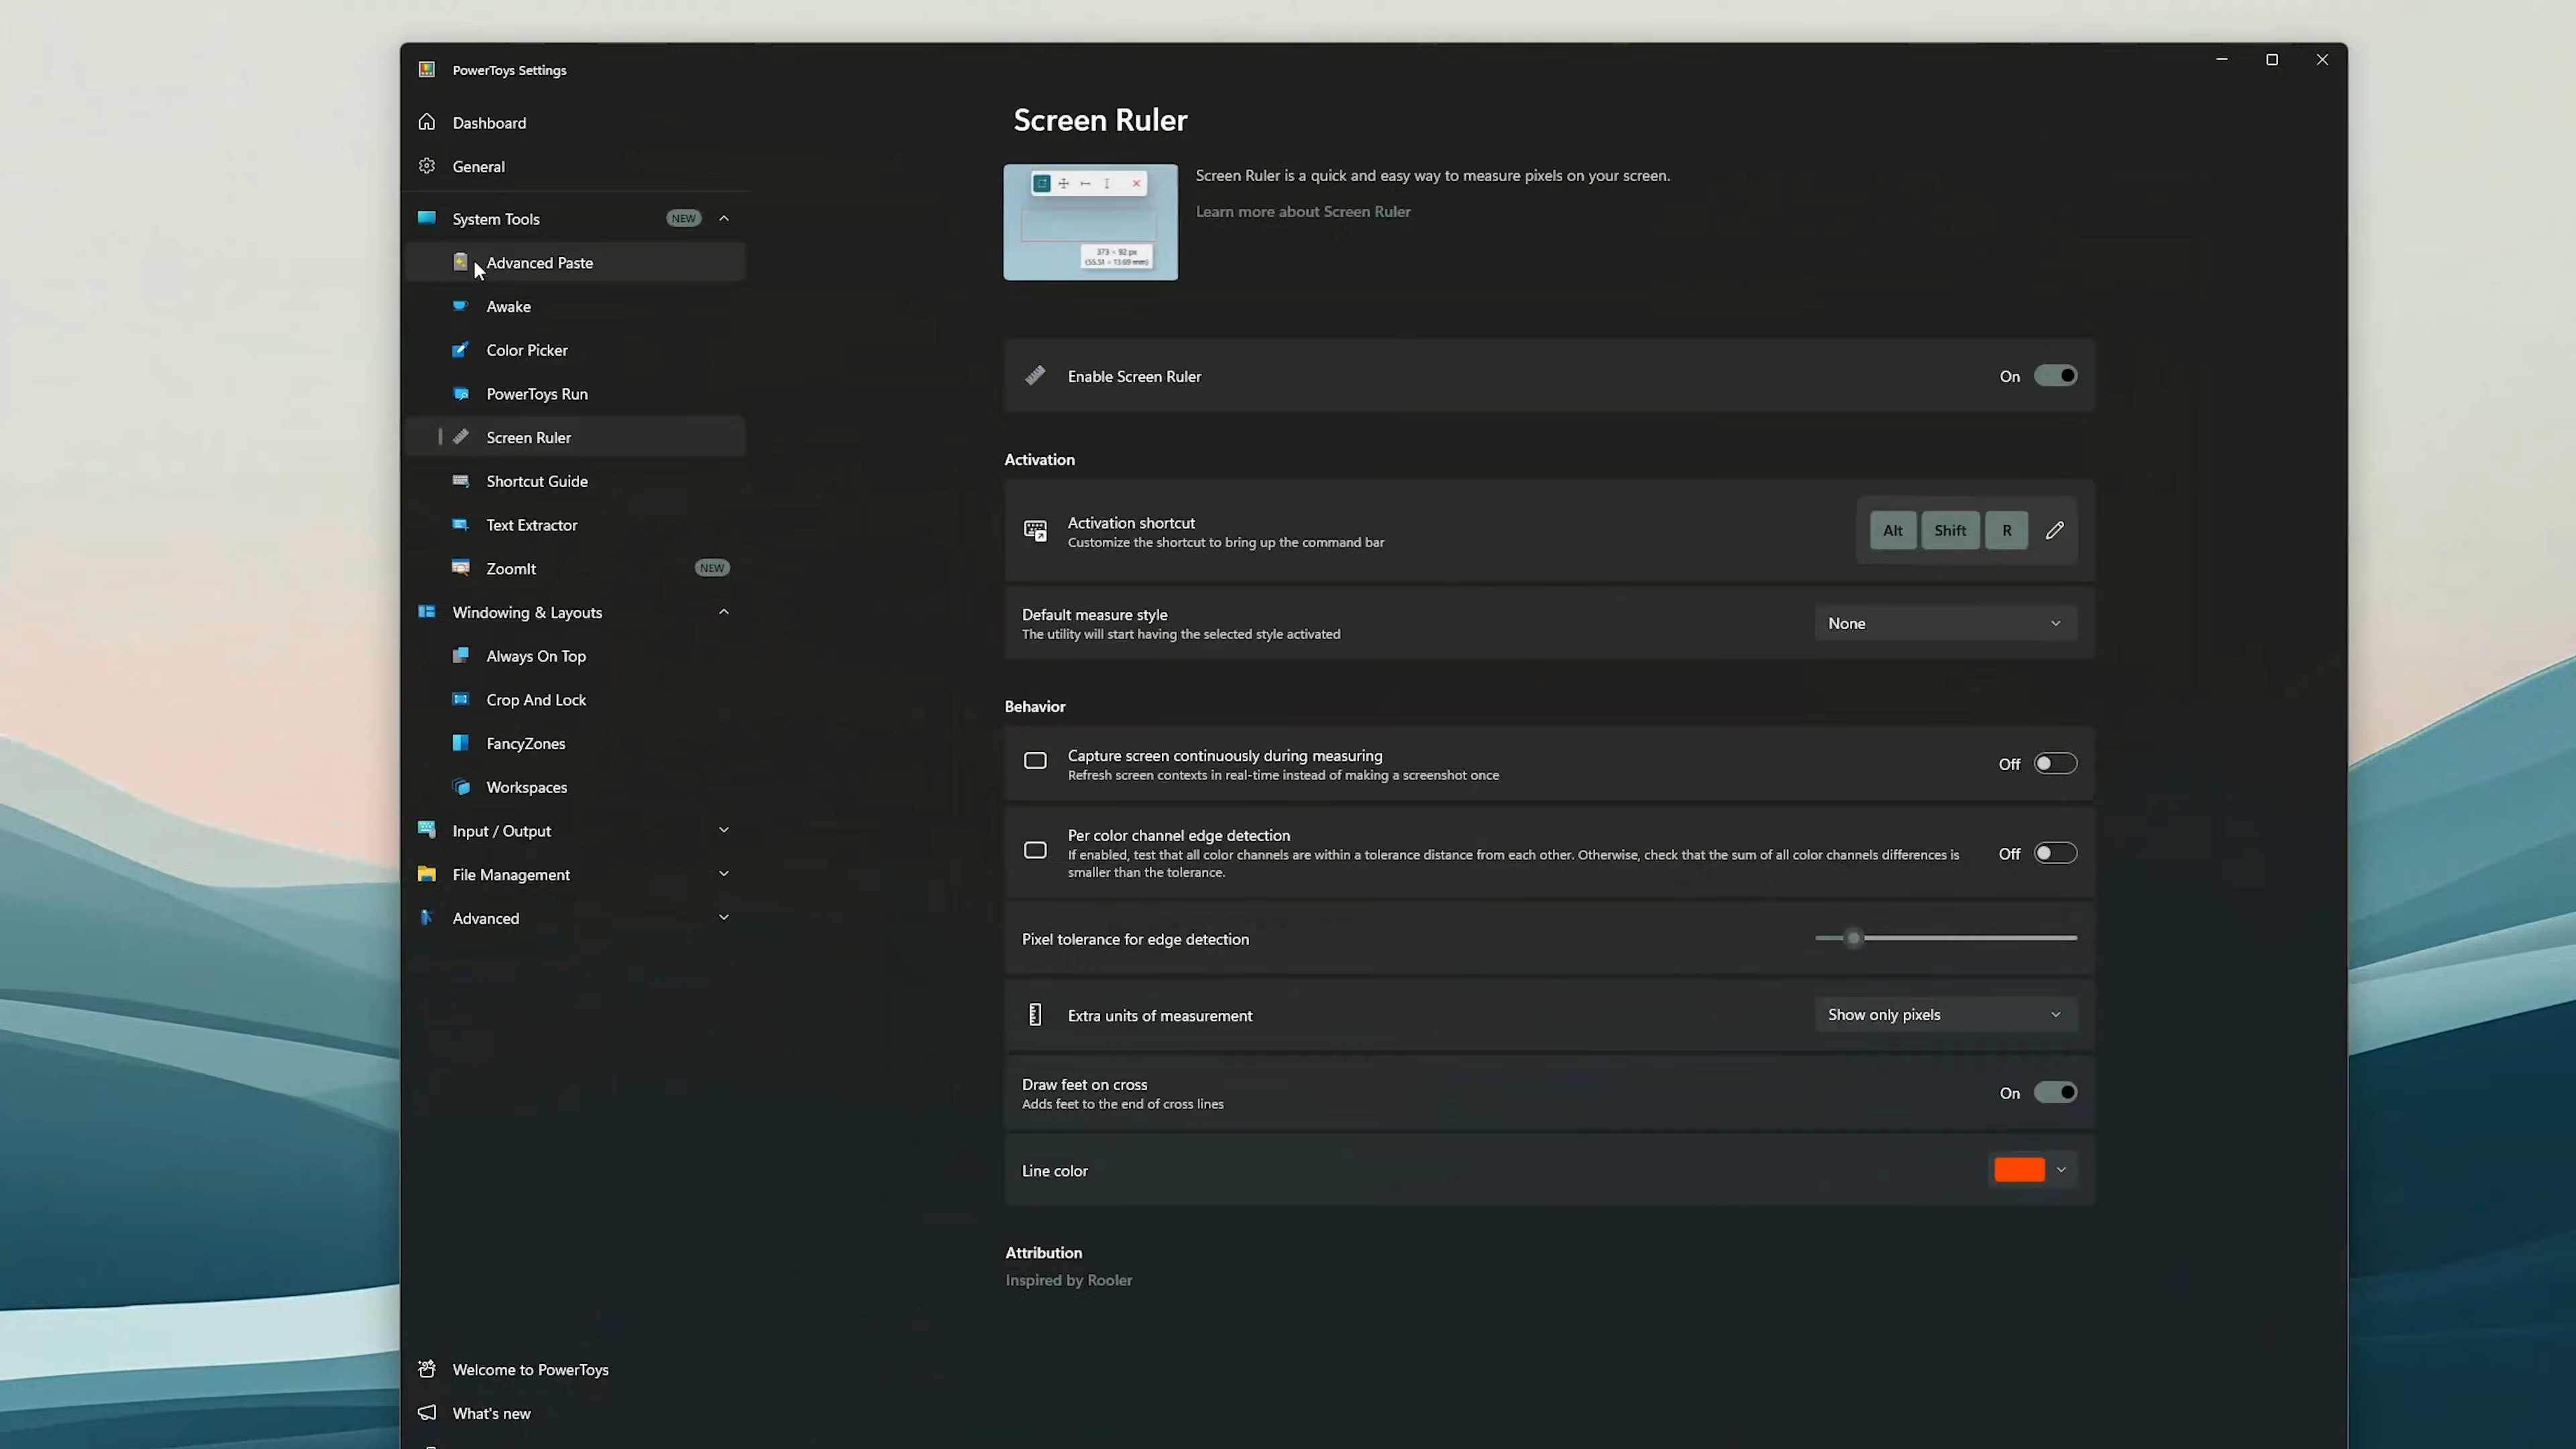 PowerToys Settings
Dashboard
General
System Tools NEW
Advanced Paste
Awake
Color Picker
PowerToys Run
Screen Ruler
Shortcut Guide
Text Extractor
ZoomIt NEW
Windowing & Layouts
Always On Top
Crop And Lock
FancyZones
Workspaces
Input / Output
File Management
Advanced
Welcome to PowerToys
What's new
Screen Ruler
373 × 92 px
(55.51 × 13.69 mm)
Screen Ruler is a quick and easy way to measure pixels on your screen.
Learn more about Screen Ruler
Enable Screen Ruler On
Activation
Activation shortcut
Customize the shortcut to bring up the command bar
Alt Shift R
Default measure style
The utility will start having the selected style activated
None
Behavior
Capture screen continuously during measuring
Refresh screen contexts in real-time instead of making a screenshot once
Off
Per color channel edge detection
If enabled, test that all color channels are within a tolerance distance from each other. Otherwise, check that the sum of all color channels differences is
smaller than the tolerance.
Off
Pixel tolerance for edge detection
Extra units of measurement Show only pixels
Draw feet on cross
Adds feet to the end of cross lines
On
Line color
Attribution
Inspired by Rooler